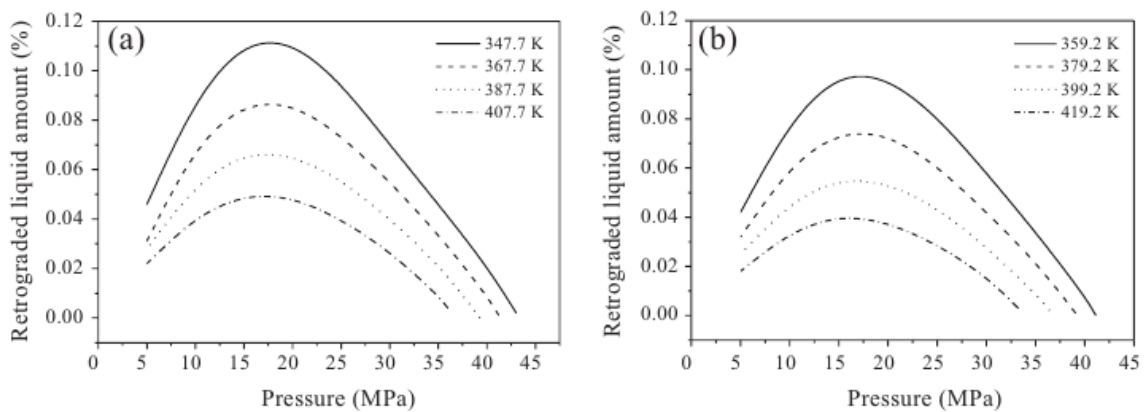 (a)
Retrograded liquid amount (%)
0.12
0.10
0.08
0.06
0.04
0.02
0.00
347.7 K
367.7 K
387.7 K
407.7 K
0 5 10 15 20 25 30 35 40 45
Pressure (MPa)
(b)
Retrograded liquid amount (%)
0.12
0.10
0.08
0.06
0.04
0.02
0.00
359.2 K
379.2 K
399.2 K
419.2 K
0 5 10 15 20 25 30 35 40 45
Pressure (MPa)